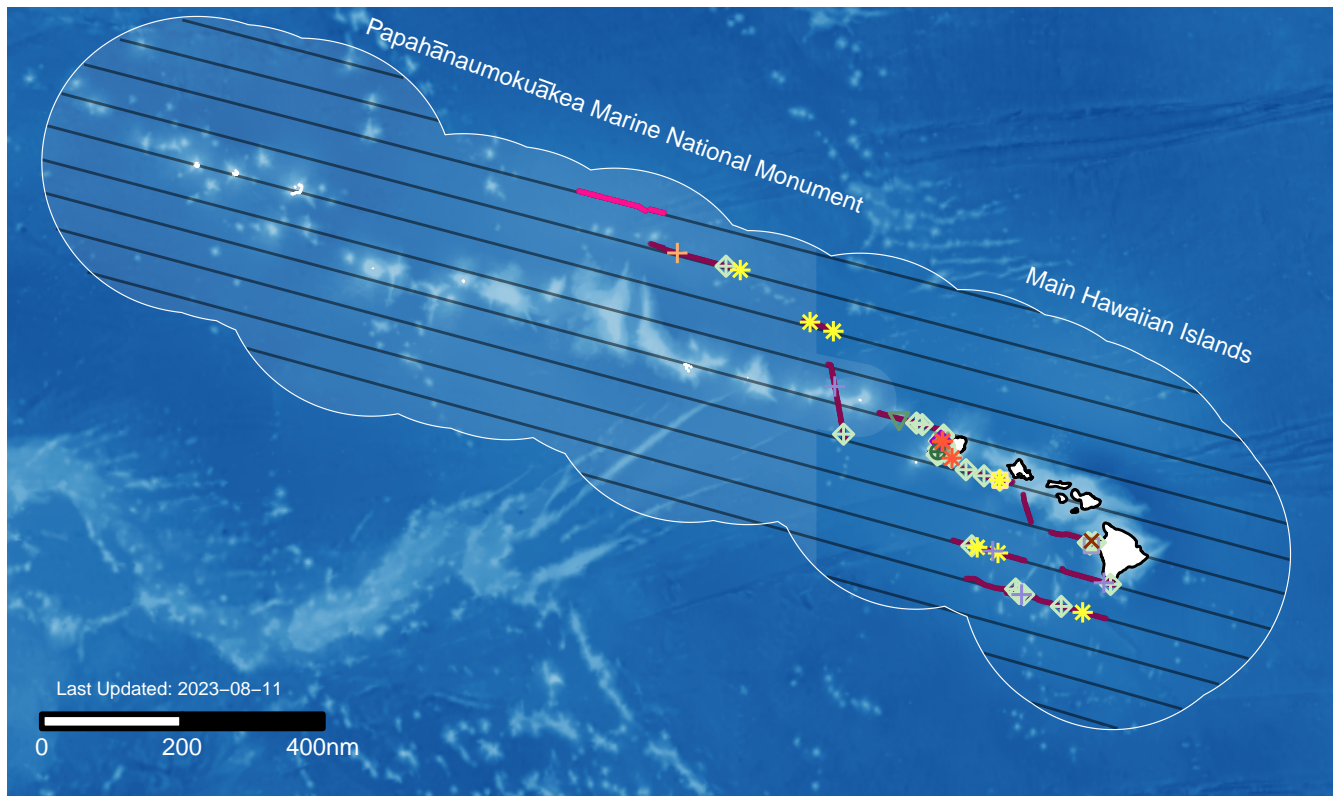 Papahānaumokuākea Marine National Monument
Main Hawaiian Islands
Last Updated: 2023−08−11
0 200 400nm